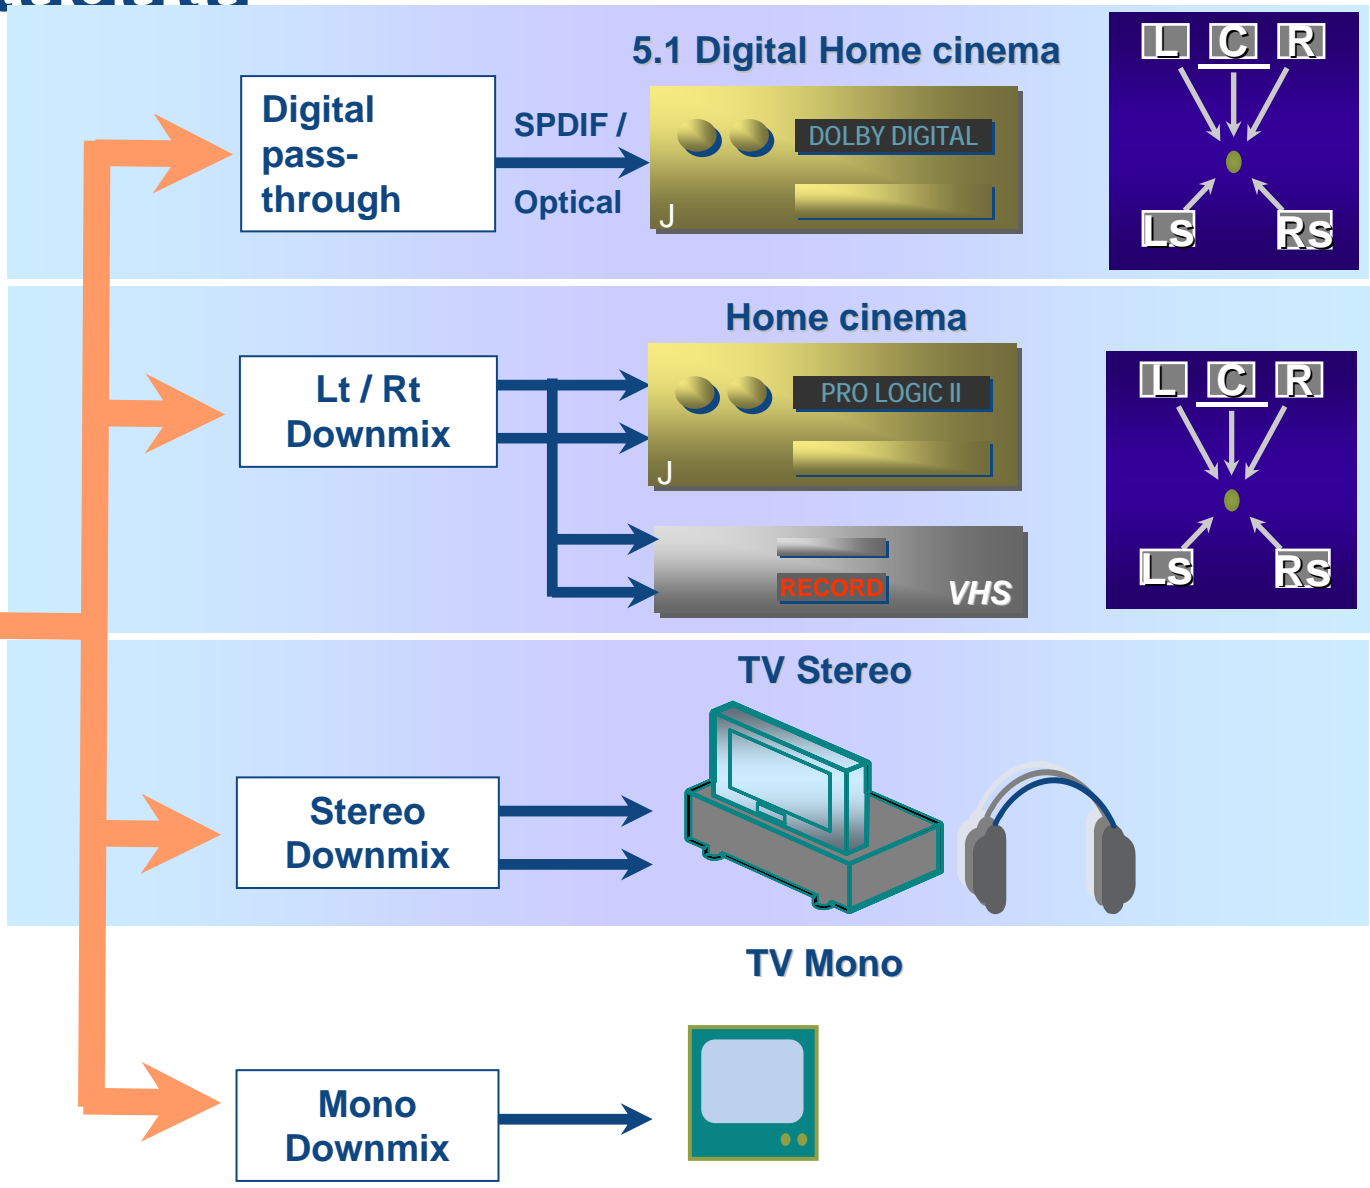 5.1 Digital Home cinema
L C R
Digital
pass-
through
SPDIF /
Optical
DOLBY DIGITAL
J
Ls Rs
Home cinema
Lt / Rt
Downmix
PRO LOGIC II
J
L C R
Ls Rs
RECORD
VHS
TV Stereo
Stereo
Downmix
TV Mono
Mono
Downmix